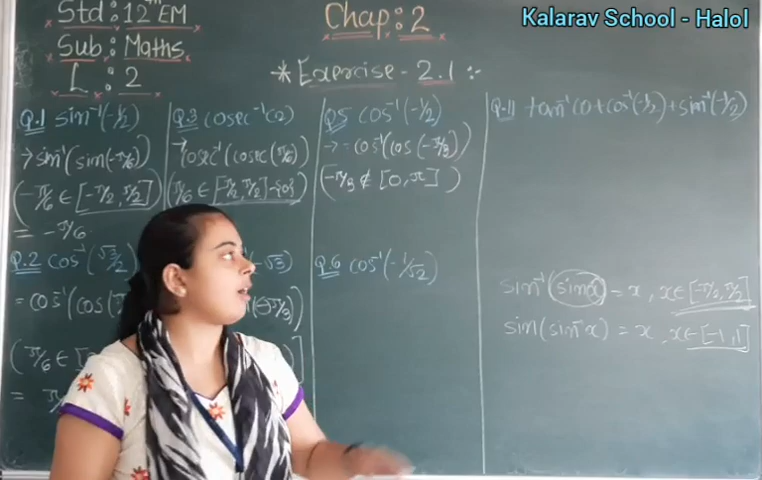 Kalarav School - Halol
Std: 12th EM
Sub: Maths
L : 2
Chap: 2
* Exercise - 2.1 :-
Q.1 sin⁻¹(-1/2)
→ sin⁻¹(sin(-π/6))
(-π/6 ∈ [-π/2, π/2])
= -π/6
Q.2 cos⁻¹(√3/2)
= cos⁻¹(cos(
(π/6 ∈ [
=
Q.3 cosec⁻¹(2)
cosec⁻¹(cosec(π/6))
(π/6 ∈ [-π/2, π/2]-{0})
(-√3)
Q.5 cos⁻¹(-1/2)
→ = cos⁻¹(cos(-π/3))
(-π/3 ∉ [0, π])
Q.6 cos⁻¹(-1/√2)
Q.11 tan⁻¹(1)+cos⁻¹(-1/2)+sin⁻¹(-1/2)
sin⁻¹(sin x) = x, x∈[-π/2, π/2]
sin(sin⁻¹x) = x, x∈[-1,1]